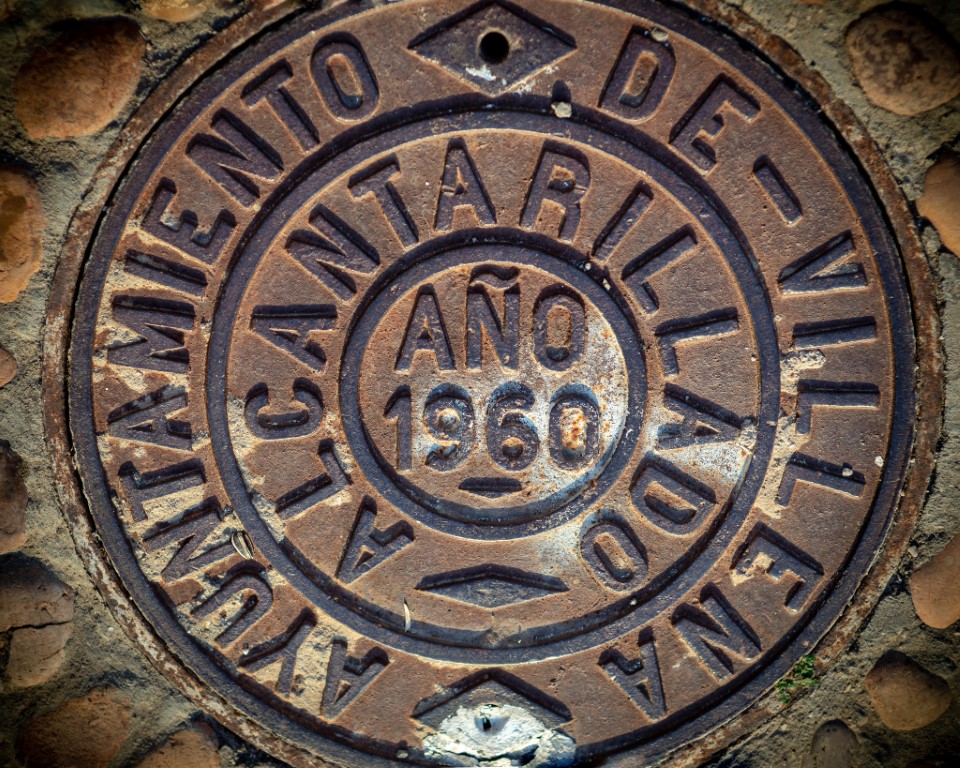 AYUNTAMIENTO DE-VILLENA
ALCANTARILLADO
AÑO
1960